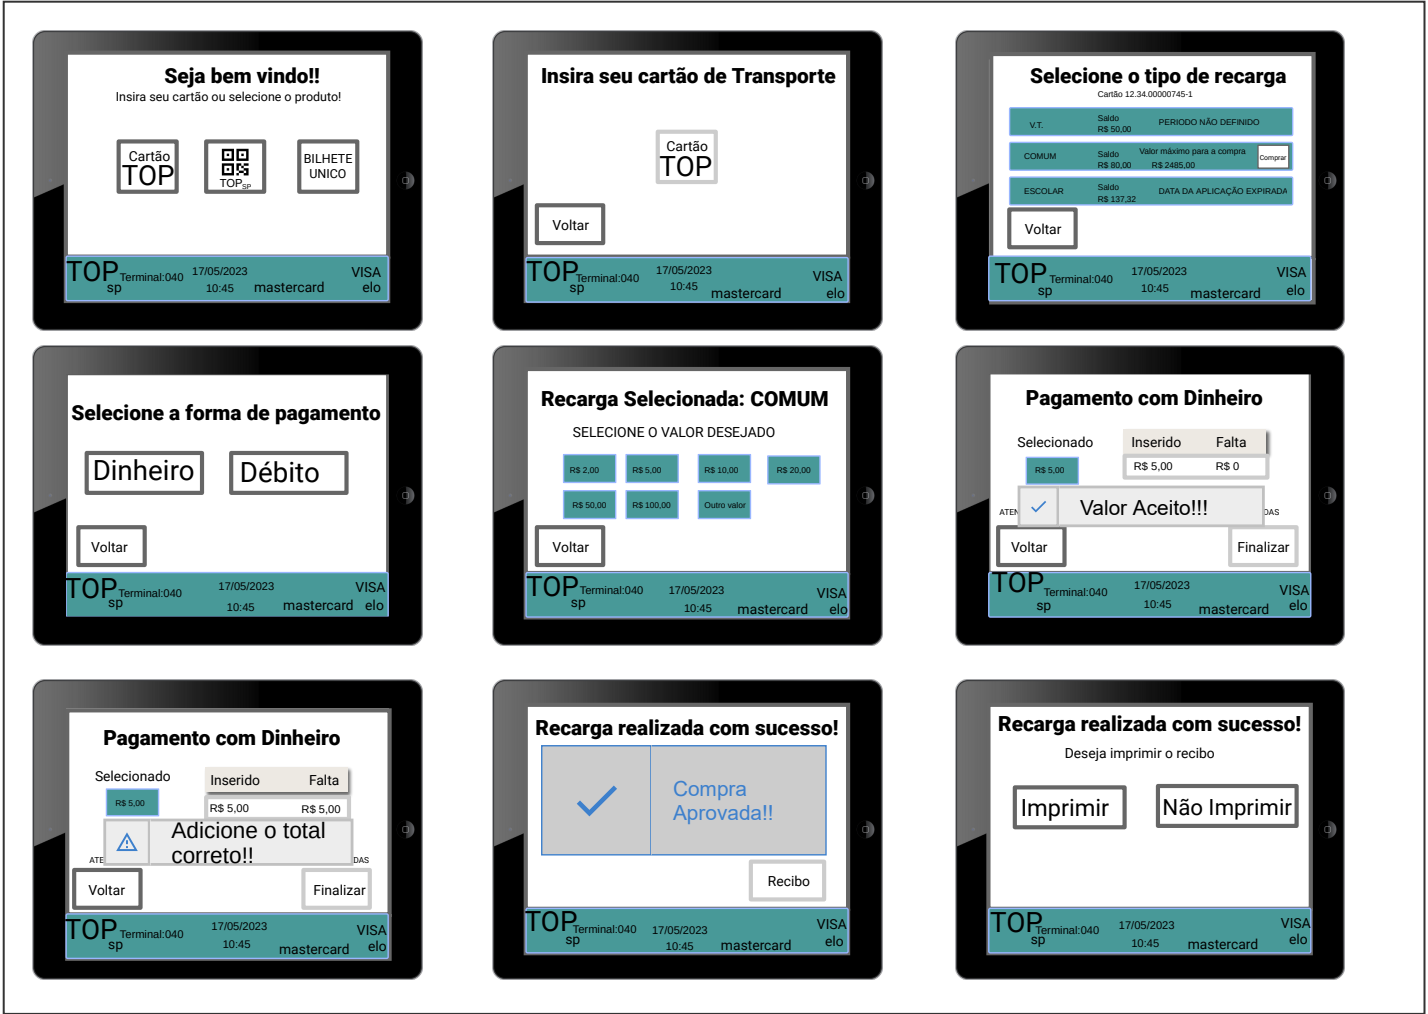 Seja bem vindo!!
Insira seu cartão ou selecione o produto!
Cartão
TOP
TOPSP
BILHETE
UNICO
TOP
sp
Terminal:040
17/05/2023
10:45
mastercard
VISA
elo
Insira seu cartão de Transporte
Cartão
TOP
Voltar
TOP
sp
Terminal:040
17/05/2023
10:45
mastercard
VISA
elo
Selecione o tipo de recarga
Cartão 12.34.00000745-1
V.T.
Saldo
R$ 50,00
PERIODO NÃO DEFINIDO
COMUM
Saldo
R$ 80,00
Valor máximo para a compra
R$ 2485,00
Comprar
ESCOLAR
Saldo
R$ 137,32
DATA DA APLICAÇÃO EXPIRADA
Voltar
TOP
sp
Terminal:040
17/05/2023
10:45
mastercard
VISA
elo
Selecione a forma de pagamento
Dinheiro
Débito
Voltar
TOP
sp
Terminal:040
17/05/2023
10:45
mastercard
VISA
elo
Recarga Selecionada: COMUM
SELECIONE O VALOR DESEJADO
R$ 2,00
R$ 5,00
R$ 10,00
R$ 20,00
R$ 50,00
R$ 100,00
Outro valor
Voltar
TOP
sp
Terminal:040
17/05/2023
10:45
mastercard
VISA
elo
Pagamento com Dinheiro
Selecionado
Inserido Falta
R$ 5,00
R$ 5,00 R$ 0
Valor Aceito!!!
Voltar
Finalizar
TOP
sp
Terminal:040
17/05/2023
10:45
mastercard
VISA
elo
Pagamento com Dinheiro
Selecionado
Inserido Falta
R$ 5,00
R$ 5,00 R$ 5,00
Adicione o total
correto!!
Voltar
Finalizar
TOP
sp
Terminal:040
17/05/2023
10:45
mastercard
VISA
elo
Recarga realizada com sucesso!
Compra
Aprovada!!
Recibo
TOP
sp
Terminal:040
17/05/2023
10:45
mastercard
VISA
elo
Recarga realizada com sucesso!
Deseja imprimir o recibo
Imprimir
Não Imprimir
TOP
sp
Terminal:040
17/05/2023
10:45
mastercard
VISA
elo